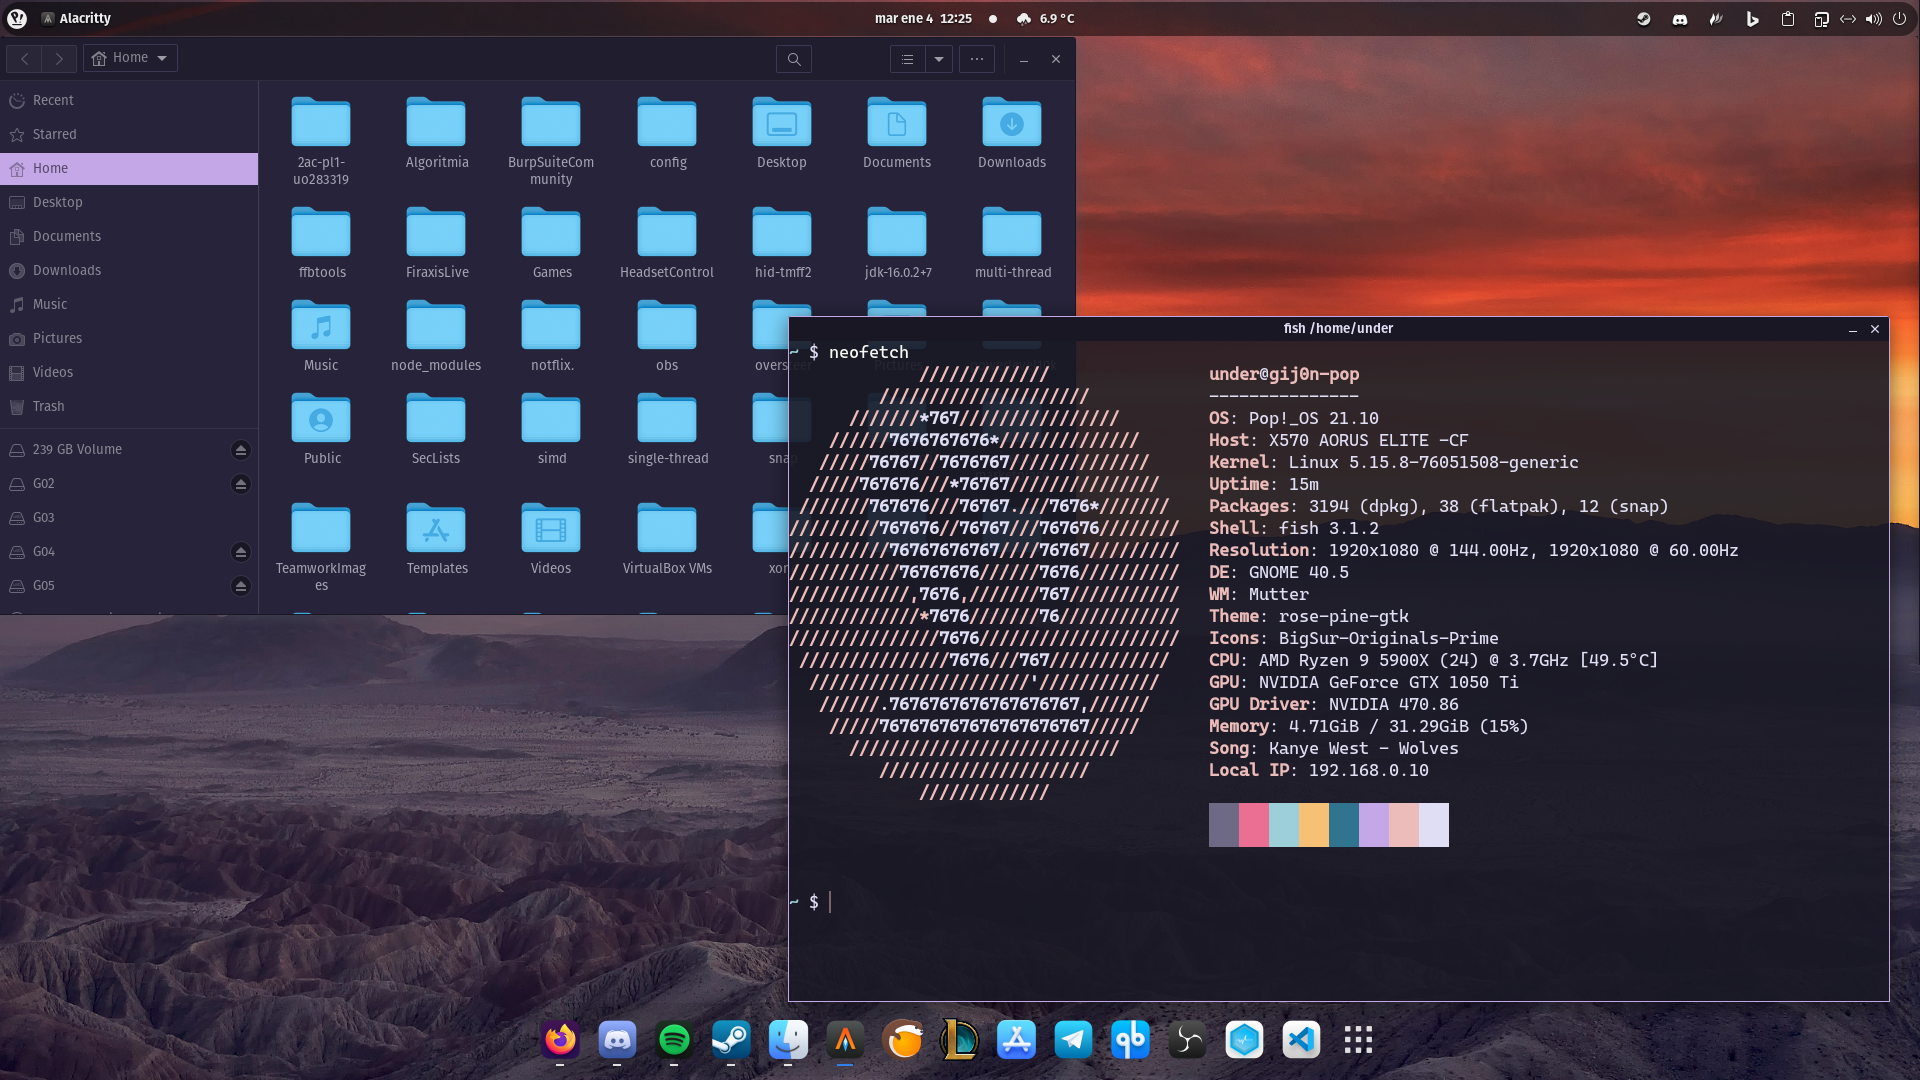 Alacritty
mar ene 4 12:25
6.9 °C
Home
Recent
Starred
Home
Desktop
Documents
Downloads
Music
Pictures
Videos
Trash
239 GB Volume
G02
G03
G04
G05
2ac-pl1-
uo283319
Algoritmia
BurpSuiteCom
munity
config
Desktop
Documents
Downloads
ffbtools
FiraxisLive
Games
HeadsetControl
hid-tmff2
jdk-16.0.2+7
multi-thread
Music
node_modules
notflix.
obs
Public
SecLists
simd
single-thread
TeamworkImag
es
Templates
Videos
VirtualBox VMs
fish /home/under
~ $ neofetch
/////////////
/////////////////////
///////*767////////////////
//////7676767676*//////////////
/////76767//7676767//////////////
/////767676///*76767///////////////
///////767676///76767.///7676*///////
/////////767676//76767///767676////////
//////////76767676767////76767/////////
///////////76767676//////7676//////////
////////////,7676,///////767///////////
/////////////*7676///////76////////////
///////////////7676////////////////////
///////////////7676///767////////////
//////////////////////'////////////
//////.7676767676767676767,//////
/////767676767676767676767/////
///////////////////////////
/////////////////////
/////////////
under@gij0n-pop
---------------
OS: Pop!_OS 21.10
Host: X570 AORUS ELITE -CF
Kernel: Linux 5.15.8-76051508-generic
Uptime: 15m
Packages: 3194 (dpkg), 38 (flatpak), 12 (snap)
Shell: fish 3.1.2
Resolution: 1920x1080 @ 144.00Hz, 1920x1080 @ 60.00Hz
DE: GNOME 40.5
WM: Mutter
Theme: rose-pine-gtk
Icons: BigSur-Originals-Prime
CPU: AMD Ryzen 9 5900X (24) @ 3.7GHz [49.5°C]
GPU: NVIDIA GeForce GTX 1050 Ti
GPU Driver: NVIDIA 470.86
Memory: 4.71GiB / 31.29GiB (15%)
Song: Kanye West - Wolves
Local IP: 192.168.0.10
~ $
qb